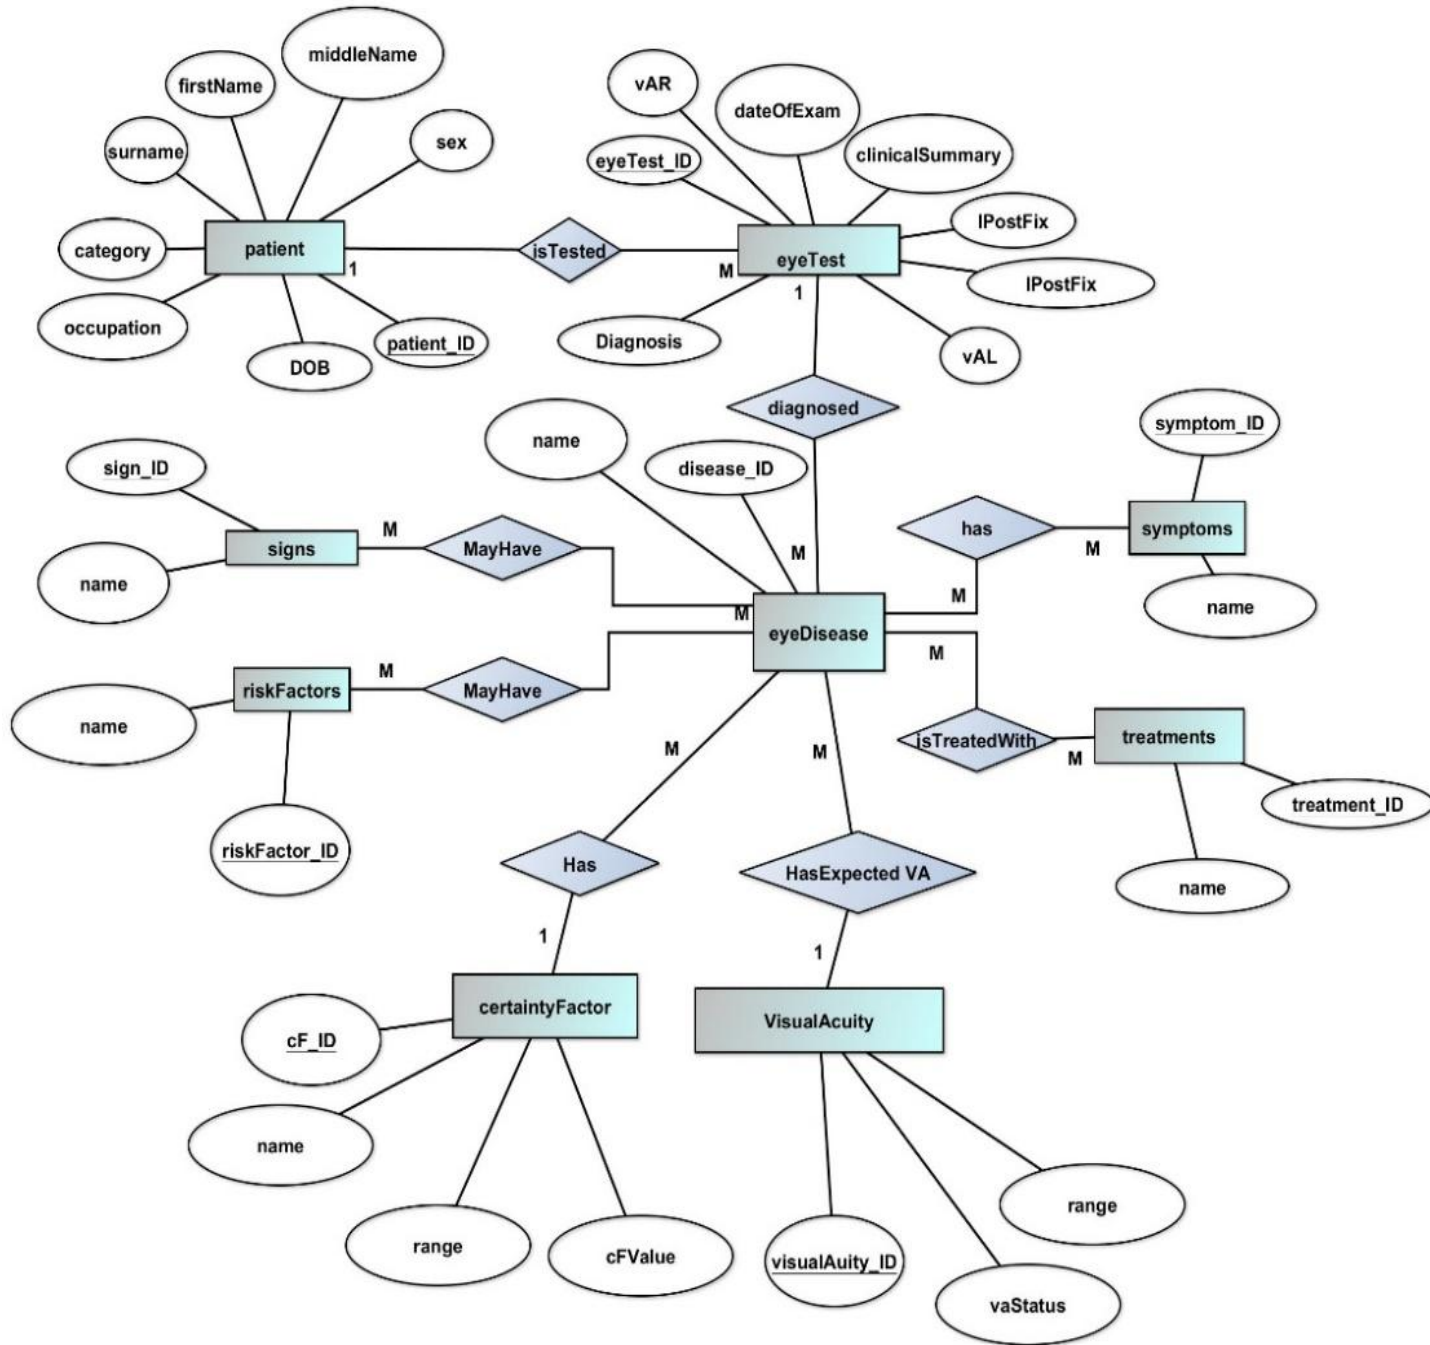 middleName
firstName
vAR
dateOfExam
surname
sex
eyeTest_ID
clinicalSummary
category
patient
isTested
eyeTest
lPostFix
1
M
1
lPostFix
occupation
DOB
patient_ID
Diagnosis
vAL
diagnosed
name
disease_ID
symptom_ID
sign_ID
signs
M
MayHave
M
has
M
symptoms
name
M
M
name
eyeDisease
M
riskFactors
M
MayHave
name
isTreatedWith
M
treatments
M
M
treatment_ID
riskFactor_ID
Has
HasExpected VA
name
1
1
certaintyFactor
VisualAcuity
cF_ID
name
range
cFValue
visualAuity_ID
range
vaStatus